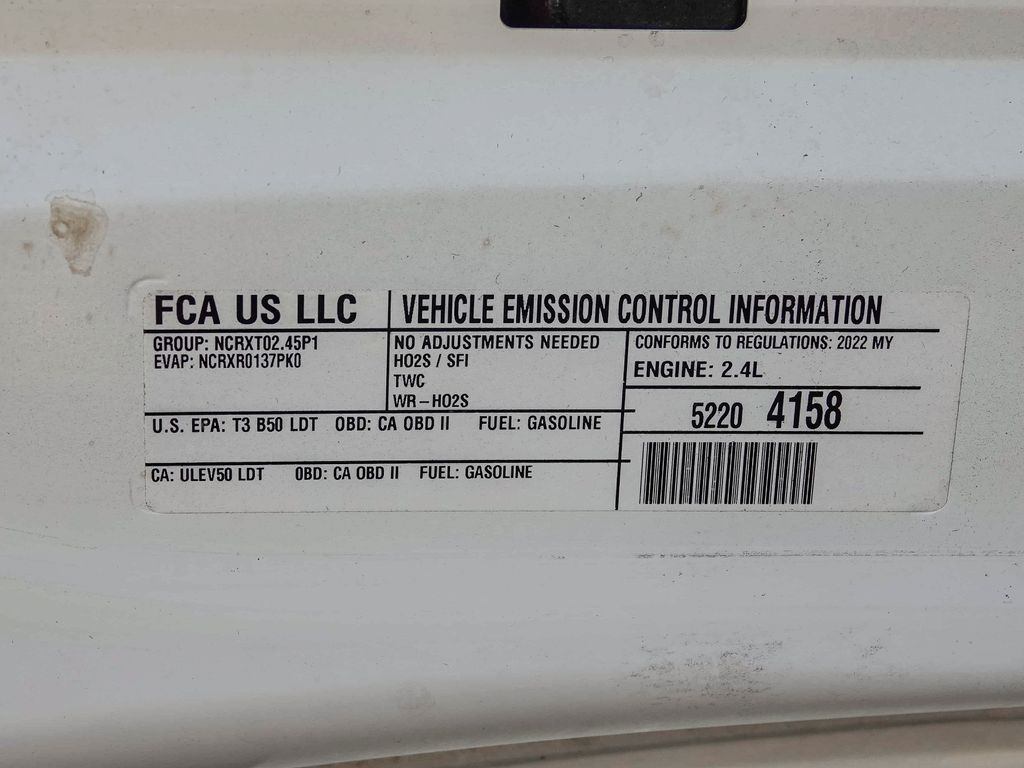 FCA US LLC
VEHICLE EMISSION CONTROL INFORMATION
GROUP: NCRXT02.45P1
EVAP: NCRXR0137PK0
NO ADJUSTMENTS NEEDED
HO2S / SFI
TWC
WR-HO2S
CONFORMS TO REGULATIONS: 2022 MY
ENGINE: 2.4L
5220 4158
U.S. EPA: T3 B50 LDT OBD: CA OBD II FUEL: GASOLINE
CA: ULEV50 LDT OBD: CA OBD II FUEL: GASOLINE